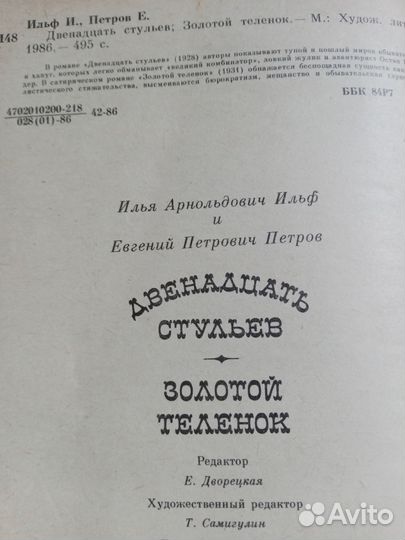 Ильф И., Петров Е.
И48 Двенадцать стульев; Золотой теленок.— М.: Худож. лит
1986.— 495 с.
В романе «Двенадцать стульев» (1928) авторы показывают тупой и пошлый мирок обыват
и ханжуг, которых легко обманывает «великий комбинатор», ловкий жулик и авантюрист Остап
дер. В сатирическом романе «Золотой теленок» (1931) обнажается беспощадная сущность
листического стяжательства, высмеиваются бюрократизм, мещанство и обывательская
4702010200-218
028(01)-86
42-86
ББК 84Р7
Илья Арнольдович Ильф
и
Евгений Петрович Петров
ДВЕНАДЦАТЬ
СТУЛЬЕВ
ЗОЛОТОЙ
ТЕЛЕНОК
Редактор
Е. Дворецкая
Художественный редактор
Т. Самигулин
Avito